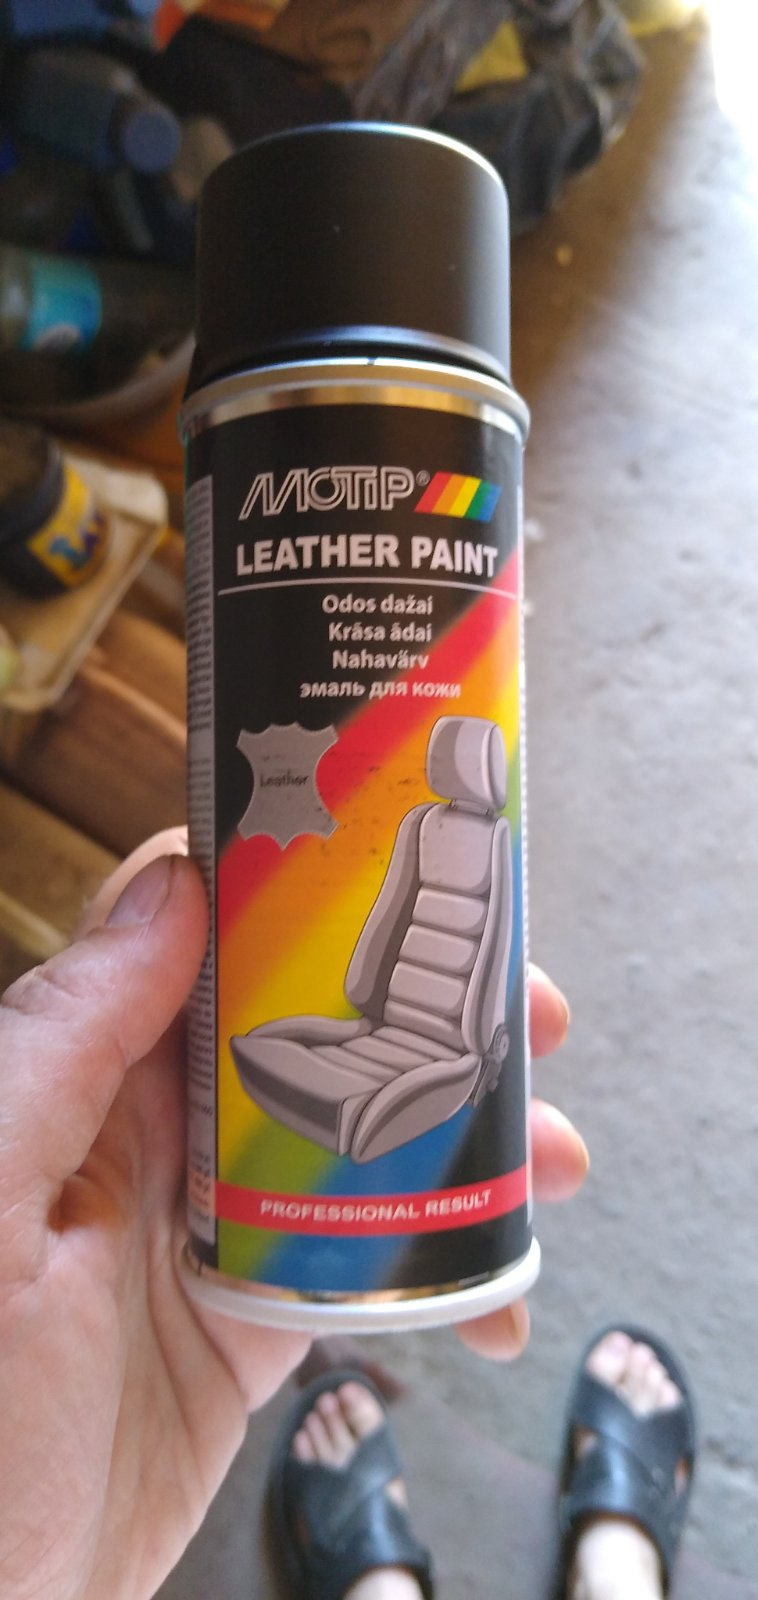 MOTIP®
LEATHER PAINT
Odos dažai
Krāsa ādai
Nahavärv
эмаль для кожи
Leather
PROFESSIONAL RESULT